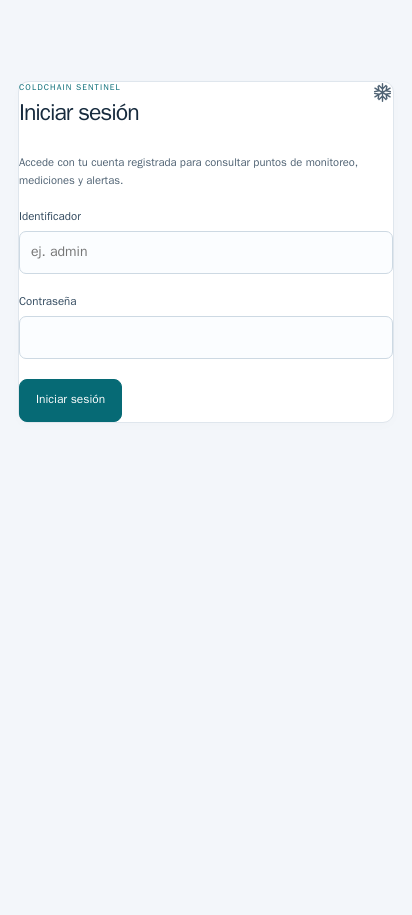 COLDCHAIN SENTINEL
Iniciar sesión
Accede con tu cuenta registrada para consultar puntos de monitoreo,
mediciones y alertas.
Identificador
ej. admin
Contraseña
Iniciar sesión